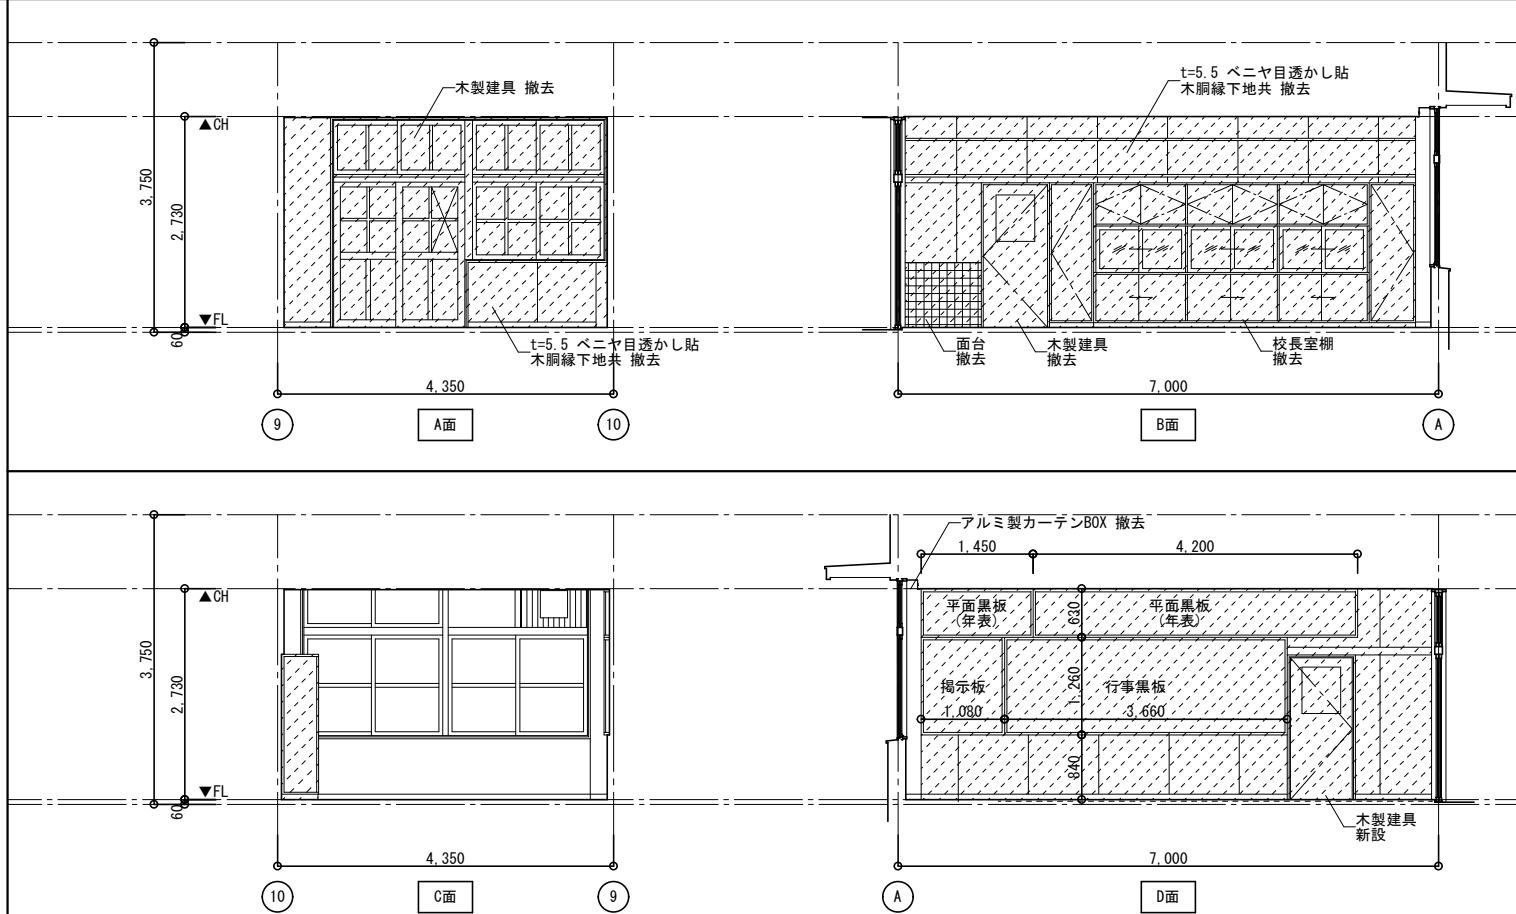 木製建具 撤去
▲CH
3,750
2,730
▼FL
60
t=5.5 ベニヤ目透かし貼
木胴縁下地共 撤去
4,350
9
A面
10
t=5.5 ベニヤ目透かし貼
木胴縁下地共 撤去
面台
撤去
木製建具
撤去
校長室棚
撤去
7,000
B面
A
▲CH
3,750
2,730
▼FL
60
4,350
10
C面
9
アルミ製カーテンBOX 撤去
1,450
4,200
平面黒板
(年表)
630
平面黒板
(年表)
掲示板
1,260
行事黒板
1,080
3,660
840
木製建具
新設
7,000
A
D面